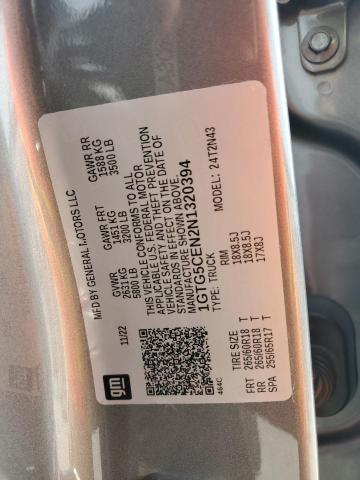 gm
MFD BY GENERAL MOTORS LLC
11/22
GVWR GAWR FRT GAWR RR
2631 KG 1451 KG 1588 KG
5800 LB 3200 LB 3500 LB
THIS VEHICLE CONFORMS TO ALL
APPLICABLE U.S. FEDERAL MOTOR
VEHICLE SAFETY AND THEFT PREVENTION
STANDARDS IN EFFECT ON THE DATE OF
MANUFACTURE SHOWN ABOVE.
1GTG5CEN2N1320394
TYPE: TRUCK MODEL: 24T2N43
464C
TIRE SIZE RIM
FRT 265/60R18 T 18X8.5J
RR 265/60R18 T 18X8.5J
SPA 255/65R17 T 17X8J